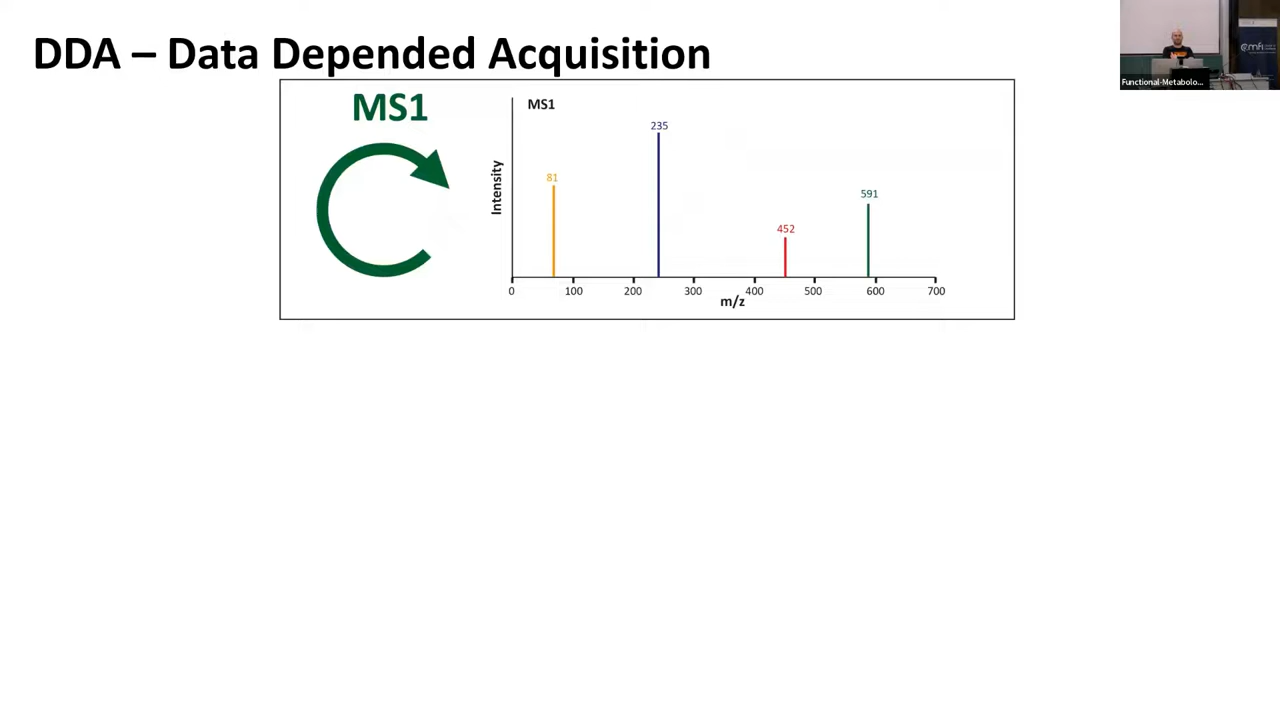 DDA – Data Depended Acquisition
MS1
MS1
Intensity
81
235
452
591
0 100 200 300 400 500 600 700
m/z
cmfi
Functional-Metabolo...